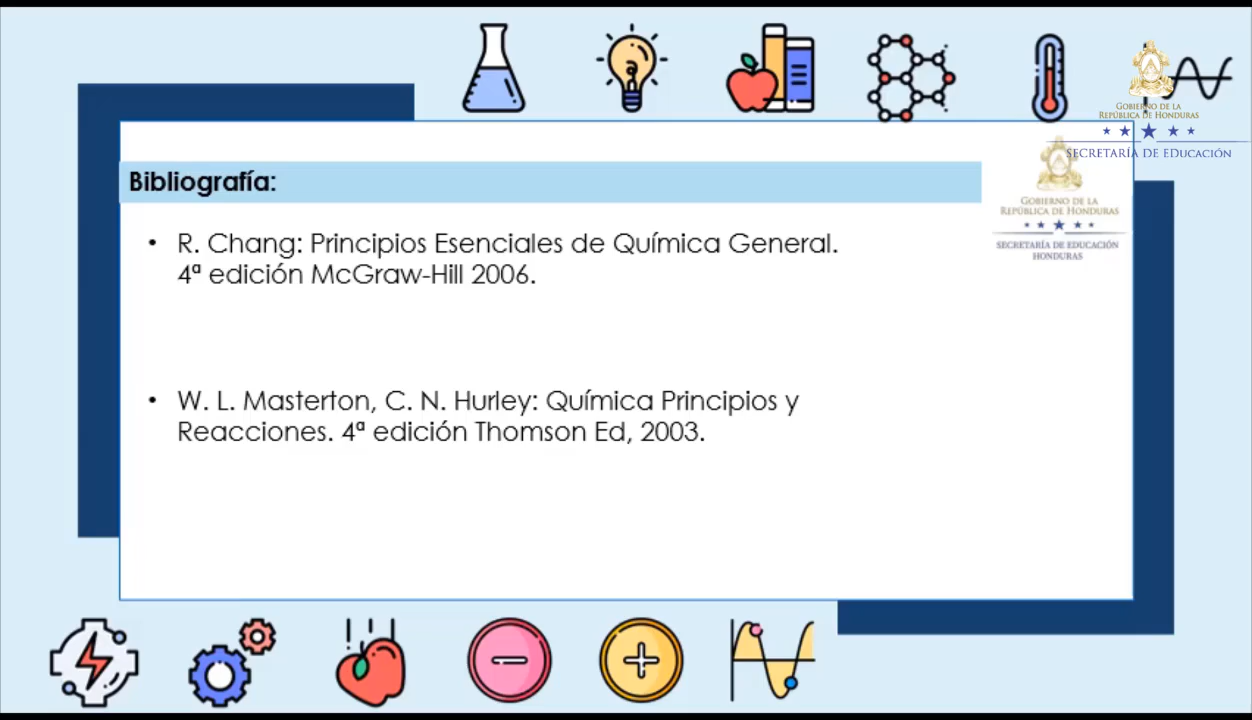 GOBIERNO DE LA
REPÚBLICA DE HONDURAS
SECRETARÍA DE EDUCACIÓN
Bibliografía:
GOBIERNO DE LA
REPÚBLICA DE HONDURAS
SECRETARÍA DE EDUCACIÓN
HONDURAS
• R. Chang: Principios Esenciales de Química General.
4ª edición McGraw-Hill 2006.
• W. L. Masterton, C. N. Hurley: Química Principios y
Reacciones. 4ª edición Thomson Ed, 2003.